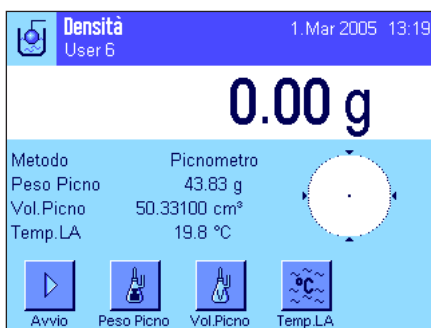 Densità 1.Mar 2005 13:19
User 6
0.00 g
Metodo Picnometro
Peso Picno 43.83 g
Vol.Picno 50.33100 cm³
Temp.LA 19.8 °C
°C
Avvio Peso Picno Vol.Picno Temp.LA